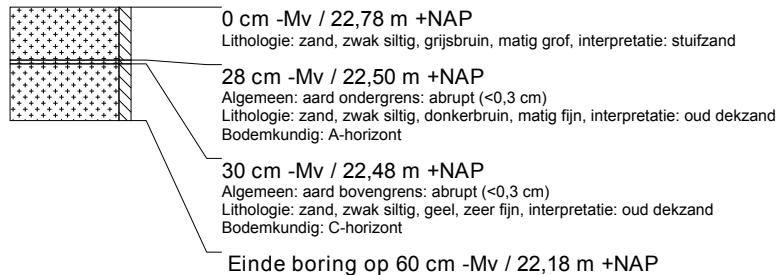 0 cm -Mv / 22,78 m +NAP
Lithologie: zand, zwak siltig, grijsbruin, matig grof, interpretatie: stuifzand
28 cm -Mv / 22,50 m +NAP
Algemeen: aard ondergrens: abrupt (<0,3 cm)
Lithologie: zand, zwak siltig, donkerbruin, matig fijn, interpretatie: oud dekzand
Bodemkundig: A-horizont
30 cm -Mv / 22,48 m +NAP
Algemeen: aard bovengrens: abrupt (<0,3 cm)
Lithologie: zand, zwak siltig, geel, zeer fijn, interpretatie: oud dekzand
Bodemkundig: C-horizont
Einde boring op 60 cm -Mv / 22,18 m +NAP